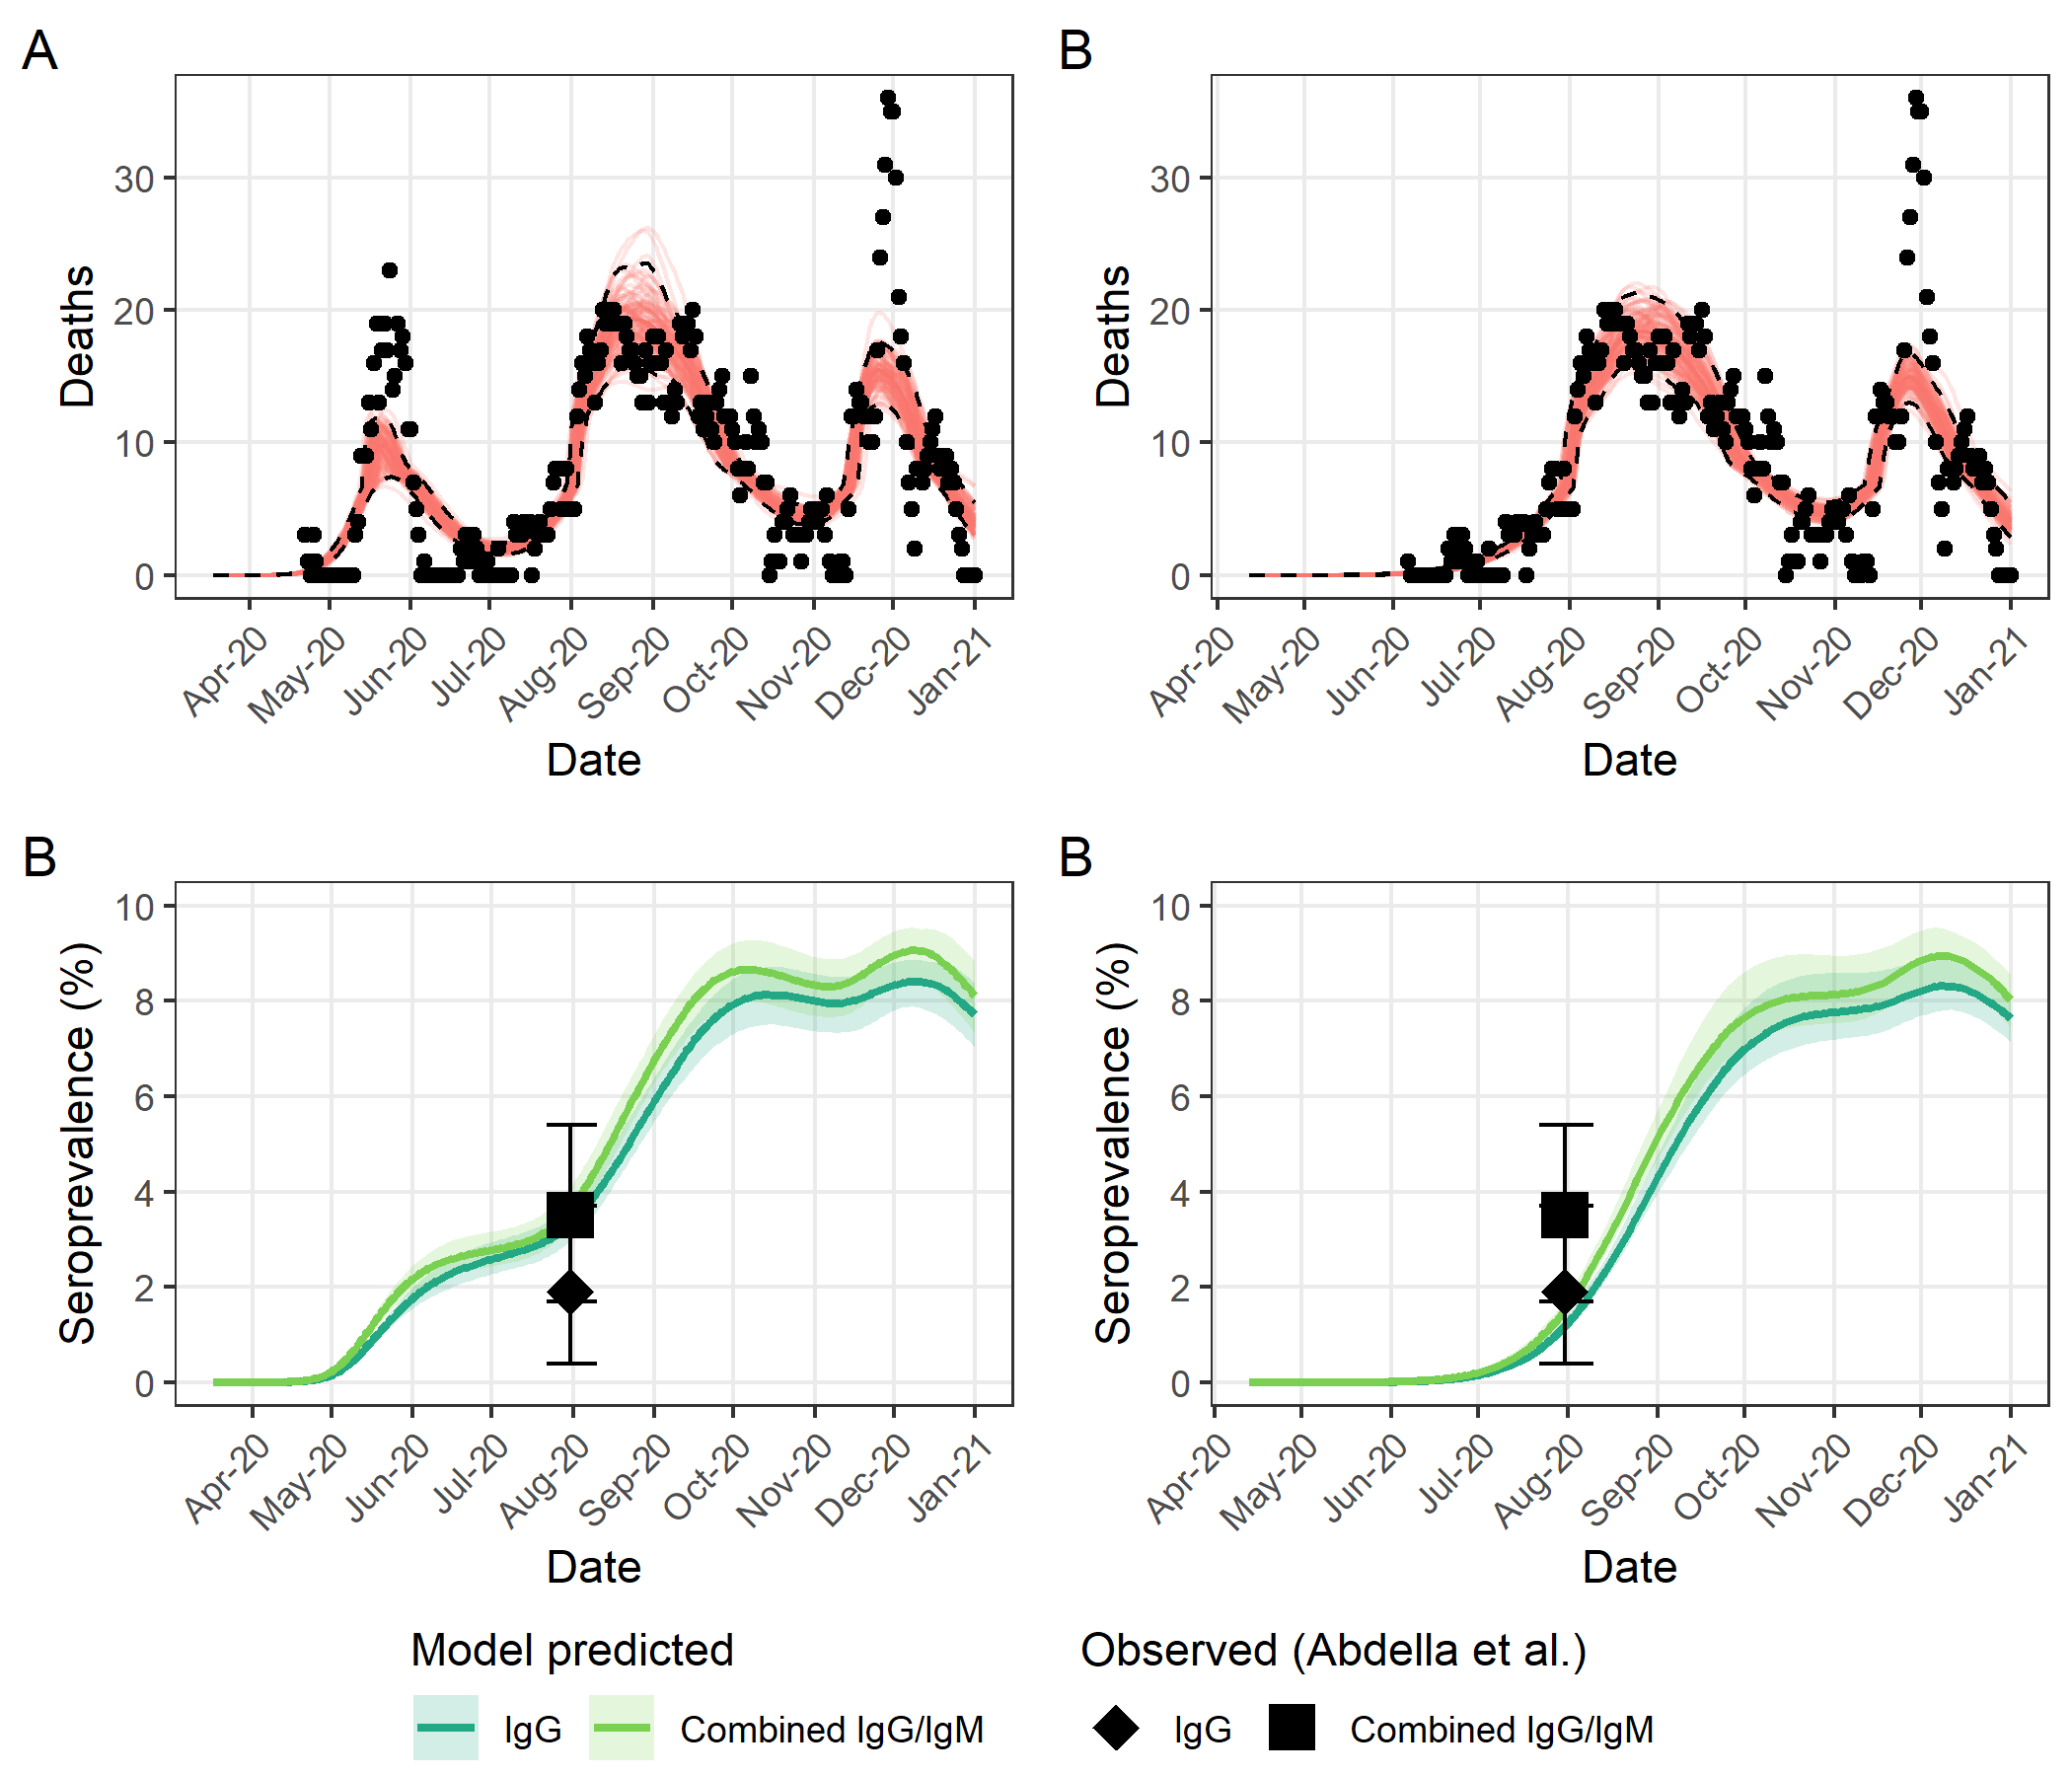 A
B
Deaths
30
20
10
0
Apr-20
May-20
Jun-20
Jul-20
Aug-20
Sep-20
Oct-20
Nov-20
Dec-20
Jan-21
Date
Deaths
30
20
10
0
Apr-20
May-20
Jun-20
Jul-20
Aug-20
Sep-20
Oct-20
Nov-20
Dec-20
Jan-21
Date
B
B
Seroprevalence (%)
10
8
6
4
2
0
Apr-20
May-20
Jun-20
Jul-20
Aug-20
Sep-20
Oct-20
Nov-20
Dec-20
Jan-21
Date
Seroprevalence (%)
10
8
6
4
2
0
Apr-20
May-20
Jun-20
Jul-20
Aug-20
Sep-20
Oct-20
Nov-20
Dec-20
Jan-21
Date
Model predicted
IgG
Combined IgG/IgM
Observed (Abdella et al.)
IgG
Combined IgG/IgM